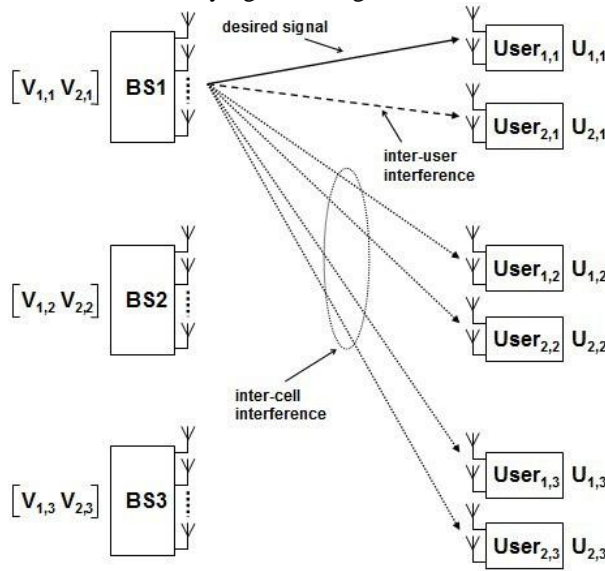 desired signal
[V1,1 V2,1]
BS1
User1,1 U1,1
User2,1 U2,1
inter-user
interference
[V1,2 V2,2]
BS2
User1,2 U1,2
User2,2 U2,2
inter-cell
interference
[V1,3 V2,3]
BS3
User1,3 U1,3
User2,3 U2,3